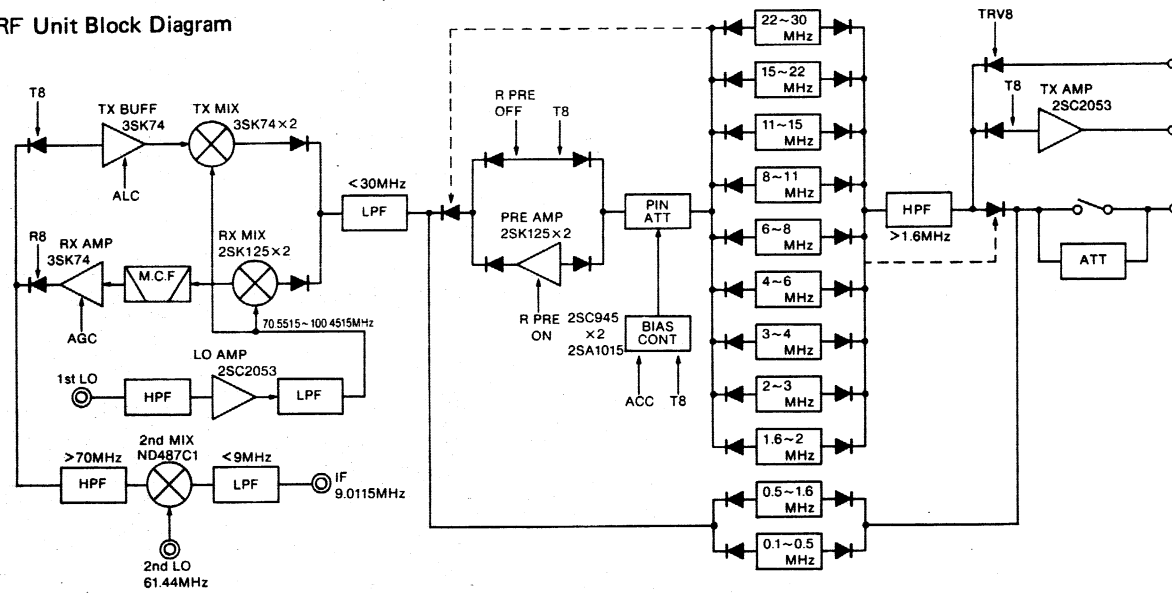 RF Unit Block Diagram
T8
TX BUFF
3SK74
TX MIX
3SK74×2
ALC
R8
RX AMP
3SK74
AGC
M.C.F
RX MIX
2SK125×2
70.5515~100.4515MHz
LO AMP
2SC2053
1st LO
HPF
LPF
2nd MIX
ND487C1
>70MHz
HPF
<9MHz
LPF
IF
9.0115MHz
2nd LO
61.44MHz
<30MHz
LPF
R PRE
OFF
T8
PRE AMP
2SK125×2
R PRE
ON
PIN
ATT
2SC945
×2
2SA1015
BIAS
CONT
ACC
T8
22~30
MHz
15~22
MHz
11~15
MHz
8~11
MHz
6~8
MHz
4~6
MHz
3~4
MHz
2~3
MHz
1.6~2
MHz
0.5~1.6
MHz
0.1~0.5
MHz
HPF
>1.6MHz
TRV8
T8
TX AMP
2SC2053
ATT